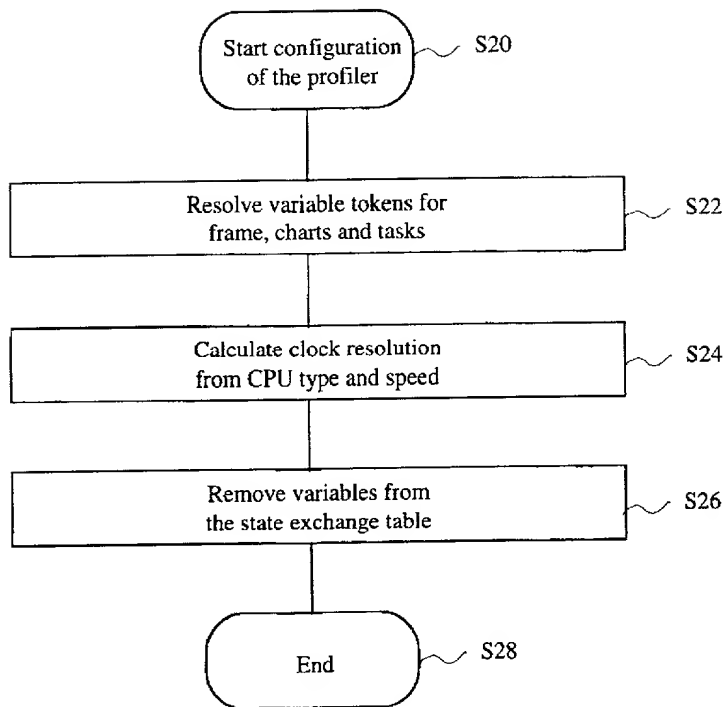 Start configuration
of the profiler
S20
Resolve variable tokens for
frame, charts and tasks
S22
Calculate clock resolution
from CPU type and speed
S24
Remove variables from
the state exchange table
S26
End
S28